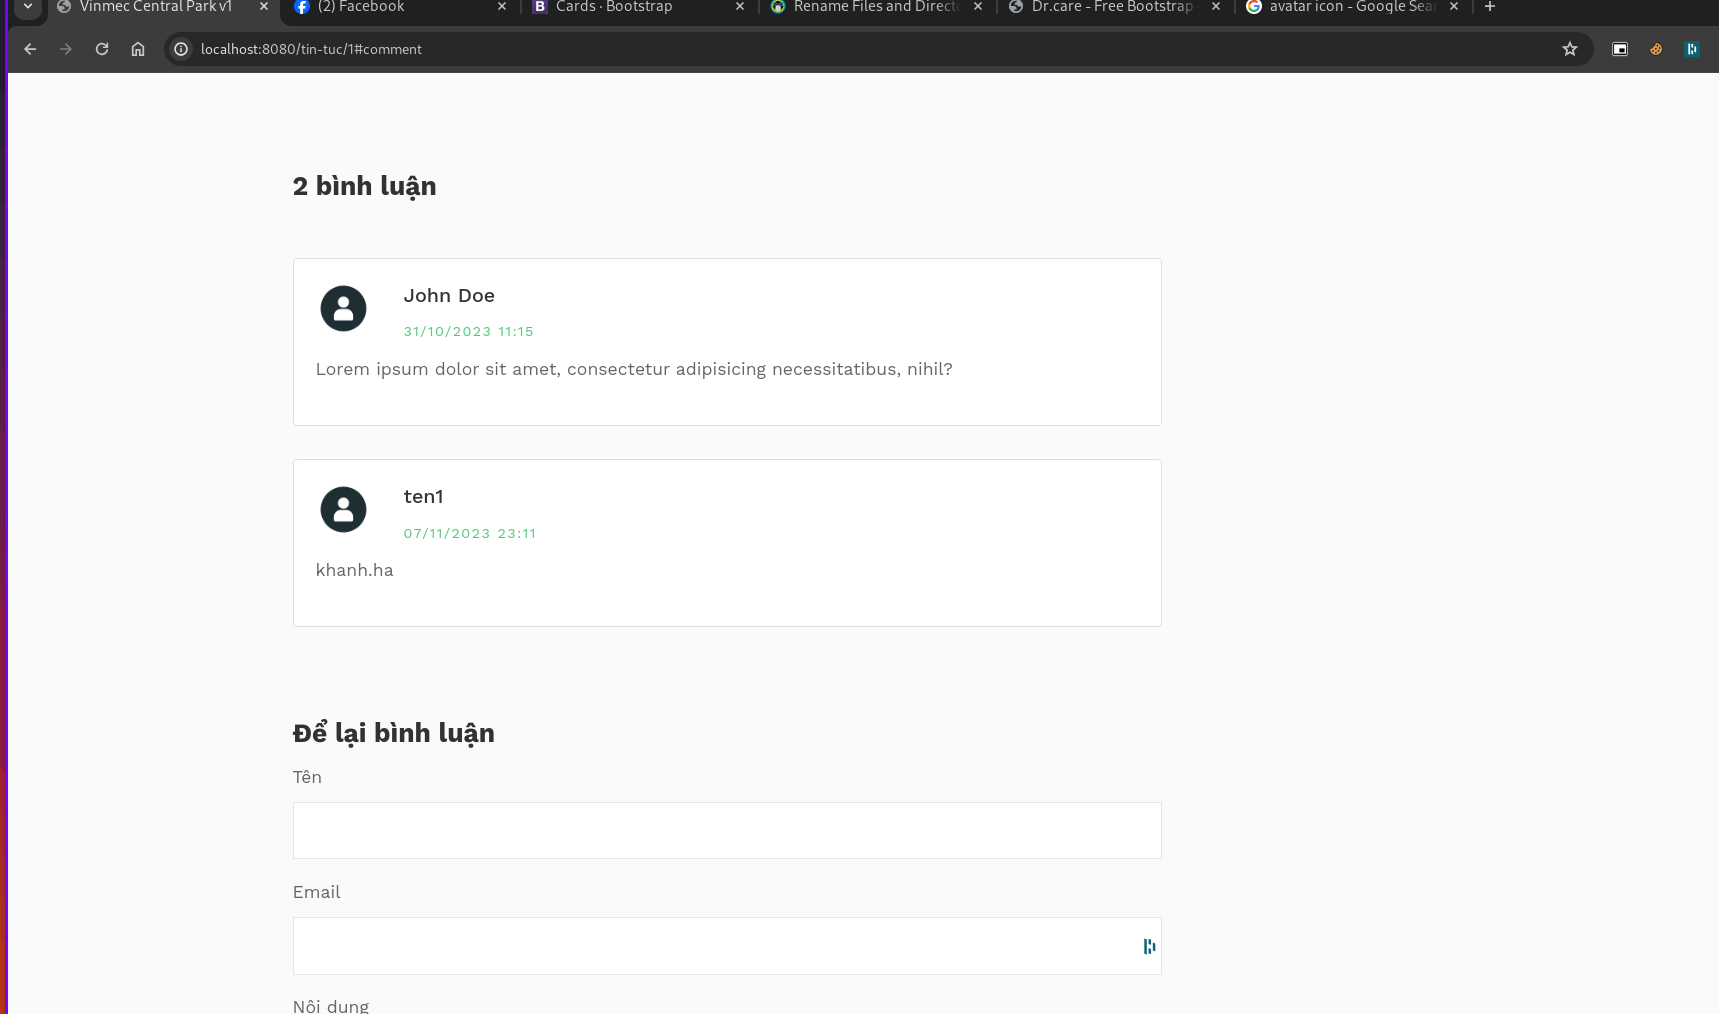 Vinmec Central Park v1
(2) Facebook
Cards · Bootstrap
Rename Files and Directo
Dr.care - Free Bootstrap
avatar icon - Google Sear
localhost:8080/tin-tuc/1#comment
2 bình luận
John Doe
31/10/2023 11:15
Lorem ipsum dolor sit amet, consectetur adipisicing necessitatibus, nihil?
ten1
07/11/2023 23:11
khanh.ha
Để lại bình luận
Tên
Email
Nội dung